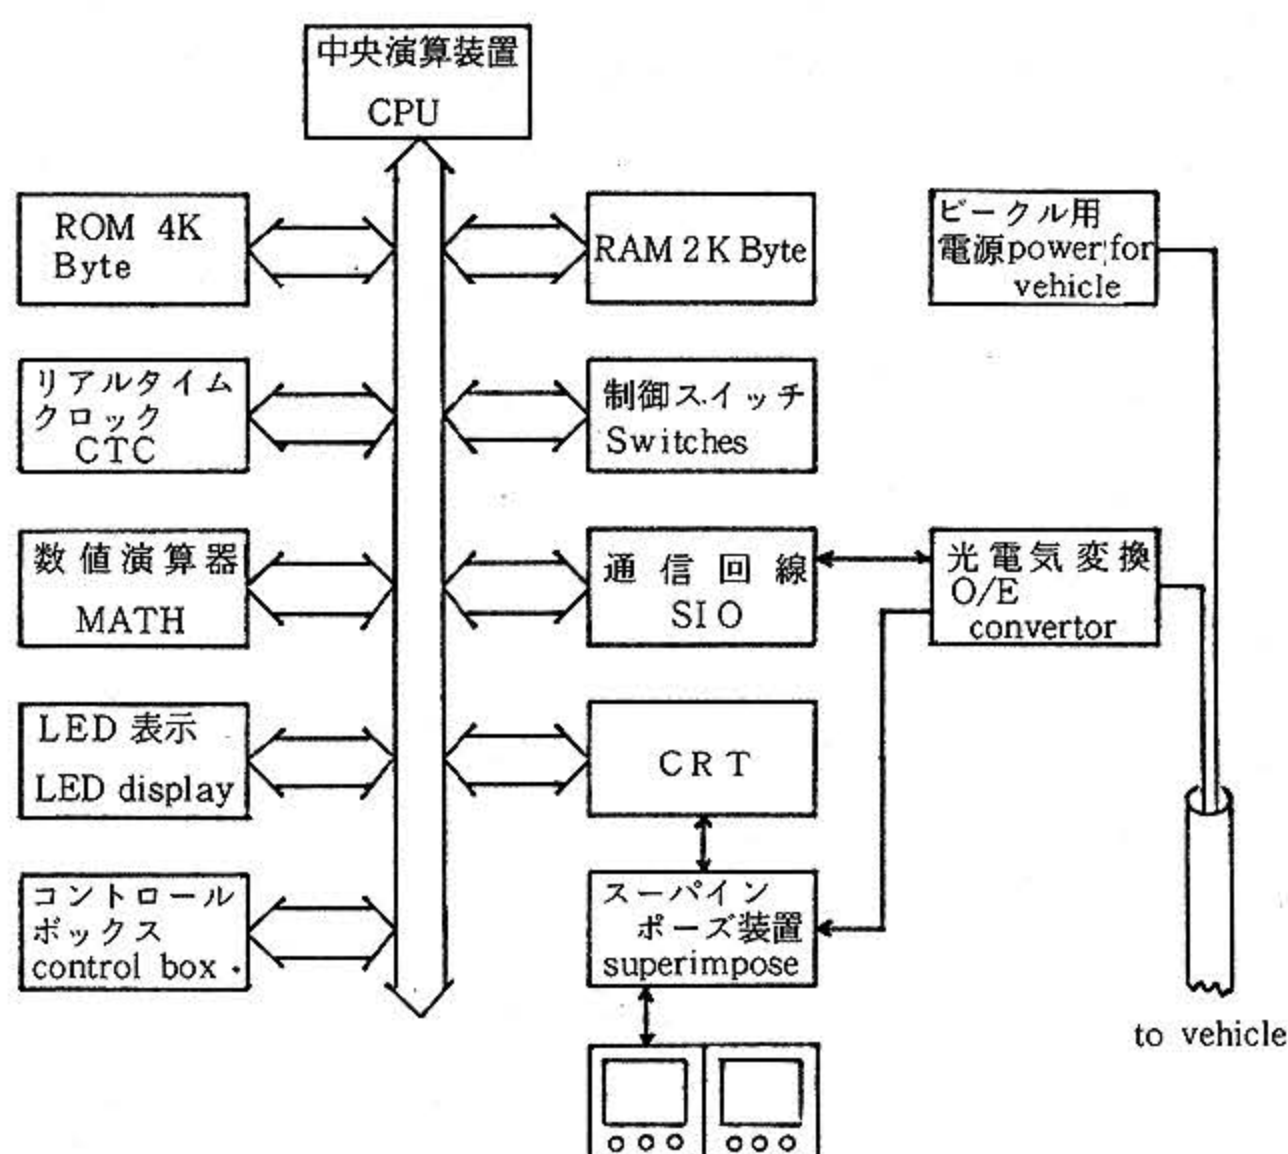 中央演算装置
CPU
ROM 4K
Byte
RAM 2K Byte
ビークル用
電源power for
vehicle
リアルタイム
クロック
CTC
制御スイッチ
Switches
数値演算器
MATH
通信回線
SIO
光電気変換
O/E
convertor
LED 表示
LED display
CRT
コントロール
ボックス
control box
スーパイン
ポーズ装置
superimpose
to vehicle